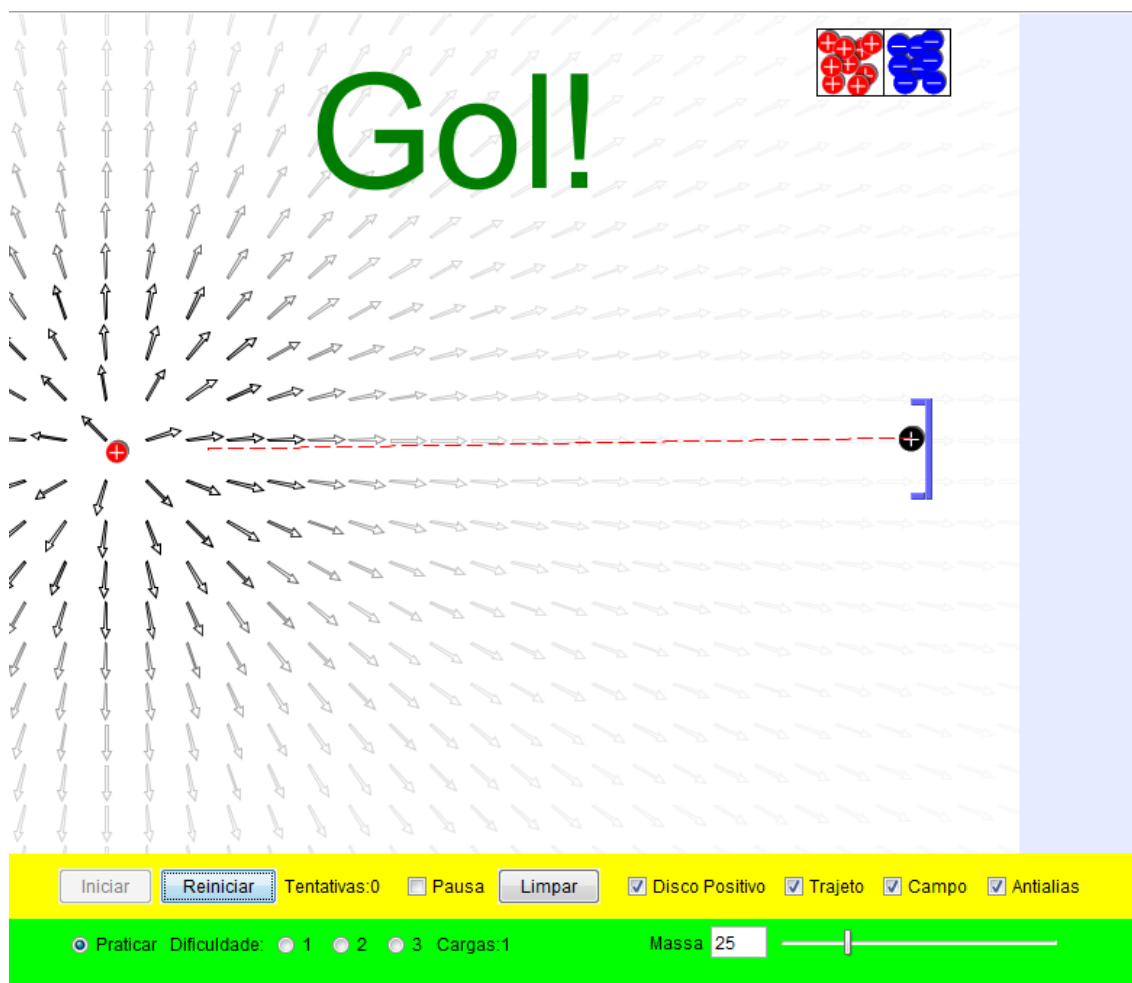 Gol!
Iniciar Reiniciar Tentativas:0 Pausa Limpar Disco Positivo Trajeto Campo Antialias
Praticar Dificuldade: 1 2 3 Cargas:1 Massa 25